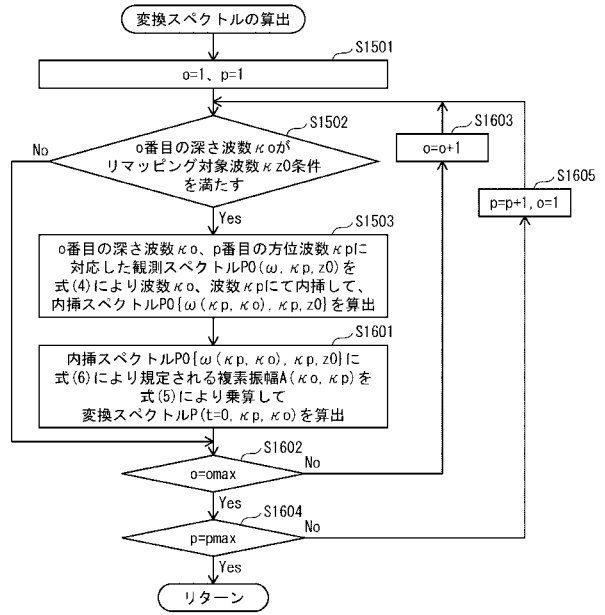 変換スペクトルの算出
S1501
o=1、p=1
S1502
o番目の深さ波数κoが
リマッピング対象波数κz0条件
を満たす
No
Yes
S1603
o=o+1
S1605
p=p+1,o=1
S1503
o番目の深さ波数κo、p番目の方位波数κpに
対応した観測スペクトルP0(ω,κp,z0)を
式(4)により波数κo、波数κpにて内挿して、
内挿スペクトルP0{ω(κp,κo),κp,z0}を算出
S1601
内挿スペクトルP0{ω(κp,κo),κp,z0}に
式(6)により規定される複素振幅A(κo,κp)を
式(5)により乗算して
変換スペクトルP(t=0,κp,κo)を算出
S1602
o=omax
No
Yes
S1604
p=pmax
No
Yes
リターン